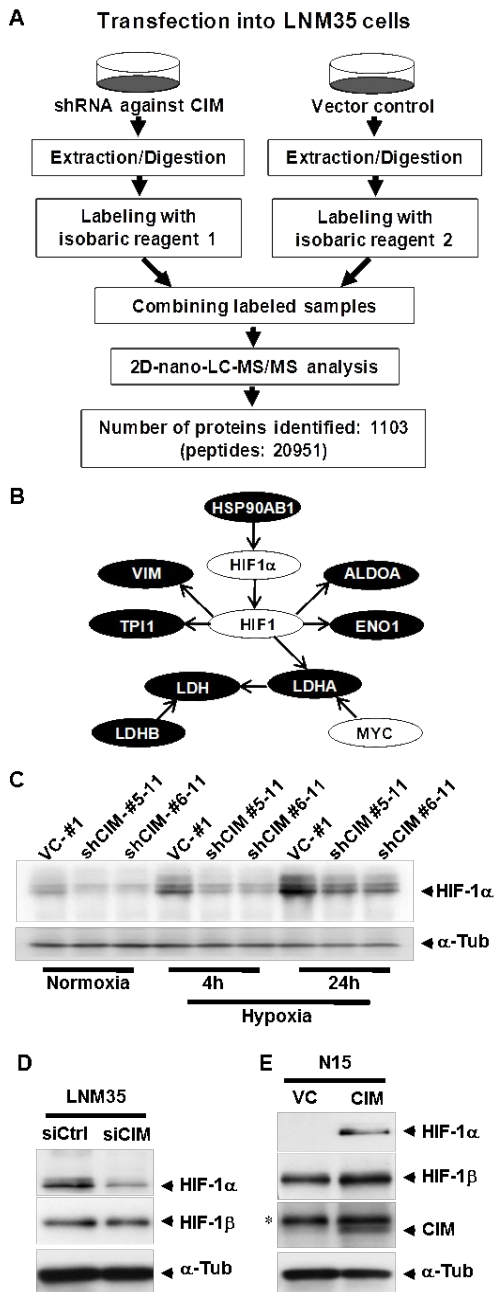 A
Transfection into LNM35 cells
shRNA against CIM
Vector control
Extraction/Digestion
Extraction/Digestion
Labeling with
isobaric reagent 1
Labeling with
isobaric reagent 2
Combining labeled samples
2D-nano-LC-MS/MS analysis
Number of proteins identified: 1103
(peptides: 20951)
B
HSP90AB1
HIF1α
VIM
ALDOA
TPI1
HIF1
ENO1
LDH
LDHA
LDHB
MYC
C
VC-#1
shCIM-#5-11
shCIM-#6-11
VC-#1
shCIM #5-11
shCIM #6-11
VC-#1
shCIM #5-11
shCIM #6-11
HIF-1α
α-Tub
Normoxia
4h
24h
Hypoxia
D
LNM35
siCtrl siCIM
HIF-1α
HIF-1β
α-Tub
E
N15
VC CIM
HIF-1α
HIF-1β
*
CIM
α-Tub